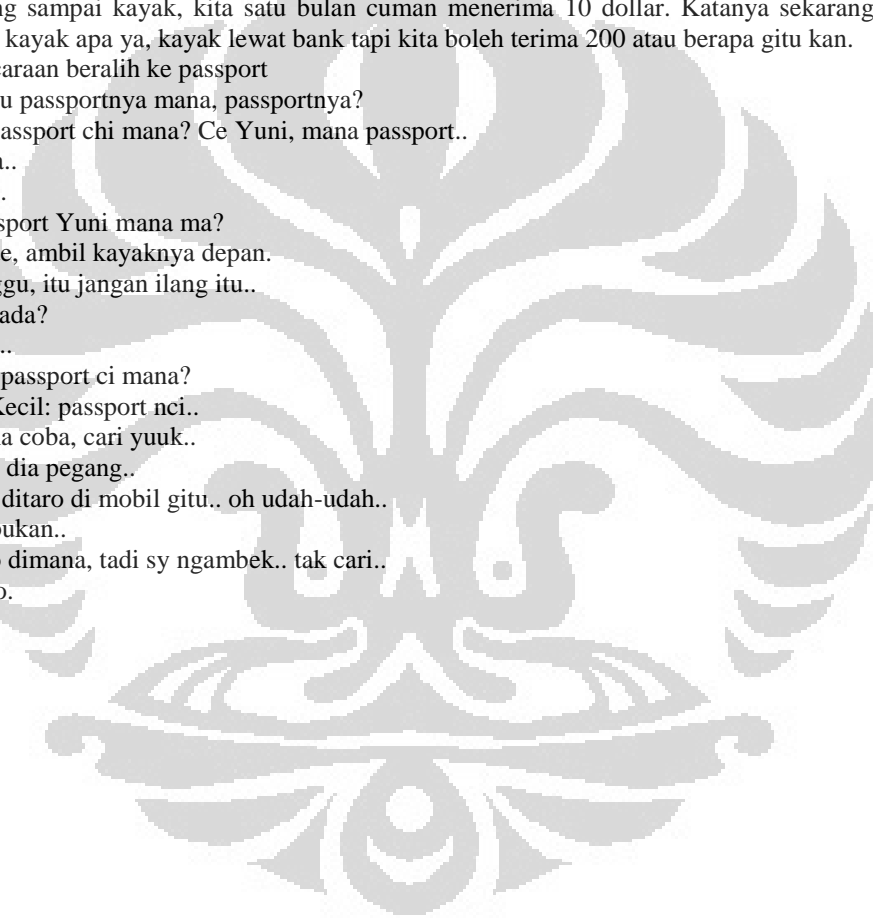 ng sampai kayak, kita satu bulan cuman menerima 10 dollar. Katanya sekarang
kayak apa ya, kayak lewat bank tapi kita boleh terima 200 atau berapa gitu kan.
caraan beralih ke passport
u passportnya mana, passportnya?
assport chi mana? Ce Yuni, mana passport..
a..
.
sport Yuni mana ma?
e, ambil kayaknya depan.
ggu, itu jangan ilang itu..
ada?
..
passport ci mana?
Kecil: passport nci..
a coba, cari yuuk..
dia pegang..
ditaro di mobil gitu.. oh udah-udah..
bukan..
dimana, tadi sy ngambek.. tak cari..
o.